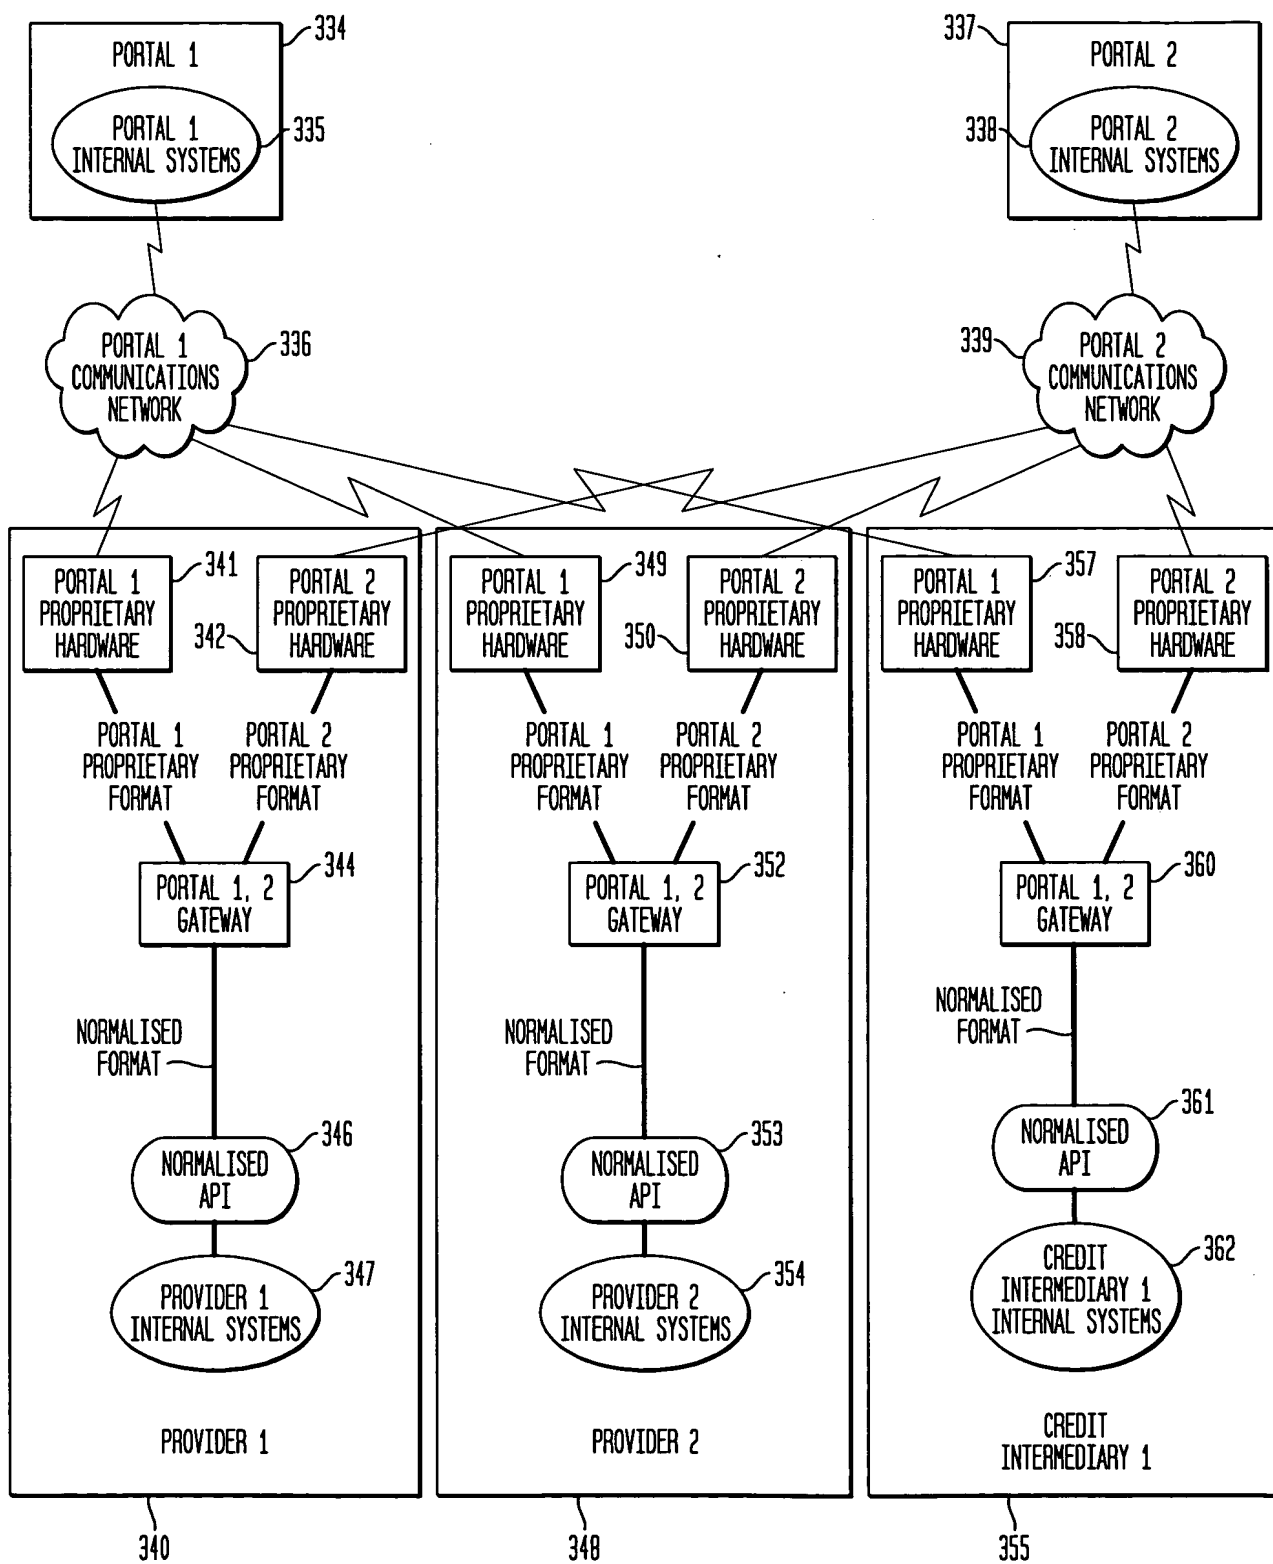 334
PORTAL 1
PORTAL 1
INTERNAL SYSTEMS
335
337
PORTAL 2
PORTAL 2
INTERNAL SYSTEMS
338
PORTAL 1
COMMUNICATIONS
NETWORK
336
PORTAL 2
COMMUNICATIONS
NETWORK
339
PORTAL 1
PROPRIETARY
HARDWARE
341
PORTAL 2
PROPRIETARY
HARDWARE
342
PORTAL 1
PROPRIETARY
FORMAT
PORTAL 2
PROPRIETARY
FORMAT
344
PORTAL 1, 2
GATEWAY
NORMALISED
FORMAT
346
NORMALISED
API
347
PROVIDER 1
INTERNAL SYSTEMS
PROVIDER 1
340
PORTAL 1
PROPRIETARY
HARDWARE
349
PORTAL 2
PROPRIETARY
HARDWARE
350
PORTAL 1
PROPRIETARY
FORMAT
PORTAL 2
PROPRIETARY
FORMAT
352
PORTAL 1, 2
GATEWAY
NORMALISED
FORMAT
353
NORMALISED
API
354
PROVIDER 2
INTERNAL SYSTEMS
PROVIDER 2
348
PORTAL 1
PROPRIETARY
HARDWARE
357
PORTAL 2
PROPRIETARY
HARDWARE
358
PORTAL 1
PROPRIETARY
FORMAT
PORTAL 2
PROPRIETARY
FORMAT
360
PORTAL 1, 2
GATEWAY
NORMALISED
FORMAT
361
NORMALISED
API
362
CREDIT
INTERMEDIARY 1
INTERNAL SYSTEMS
CREDIT
INTERMEDIARY 1
355